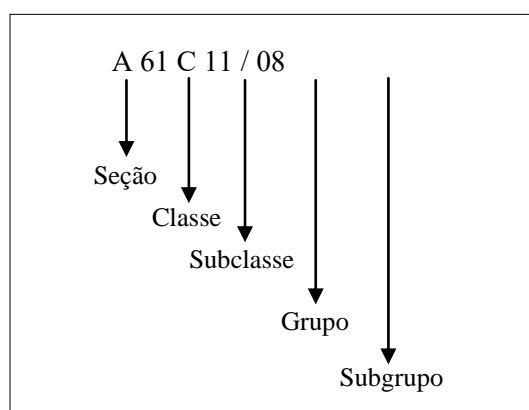 A 61 C 11 / 08
Seção
Classe
Subclasse
Grupo
Subgrupo